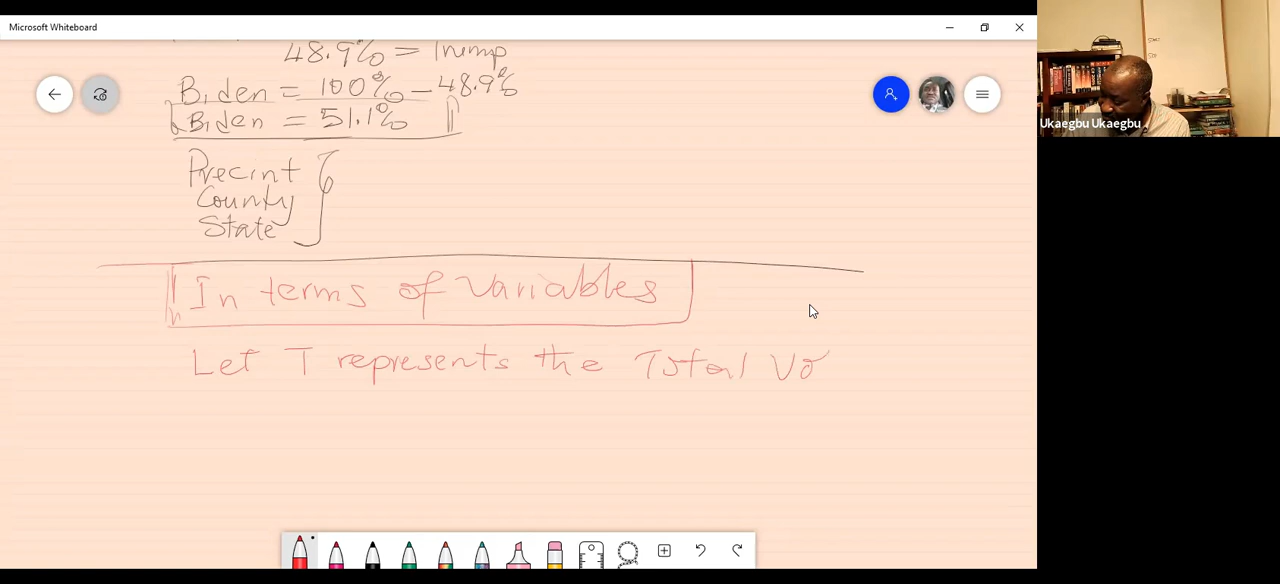 Microsoft Whiteboard
48.9% = Trump
Biden = 100% - 48.9%
Biden = 51.1%
Ukaegbu Ukaegbu
Precint
County
State
In terms of Variables
Let T represents the Total Vo